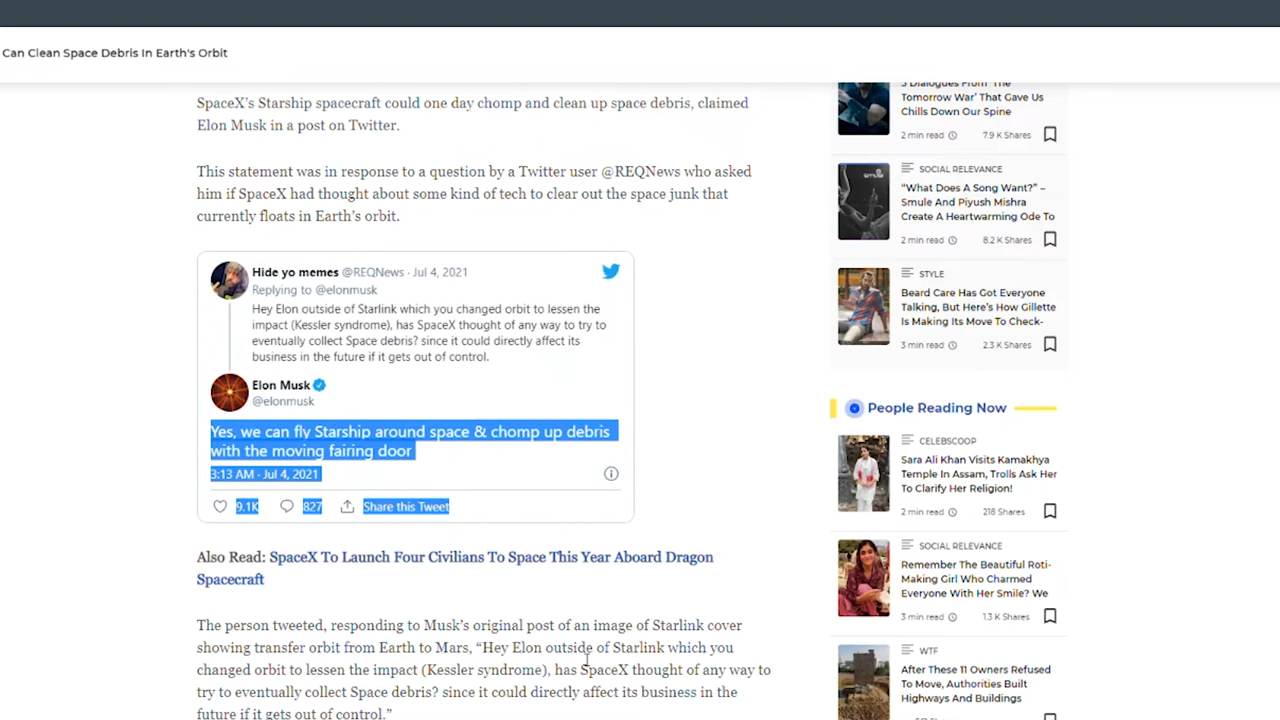 Can Clean Space Debris In Earth's Orbit
SpaceX's Starship spacecraft could one day chomp and clean up space debris, claimed
Elon Musk in a post on Twitter.
This statement was in response to a question by a Twitter user @REQNews who asked
him if SpaceX had thought about some kind of tech to clear out the space junk that
currently floats in Earth's orbit.
Hide yo memes @REQNews · Jul 4, 2021
Replying to @elonmusk
Hey Elon outside of Starlink which you changed orbit to lessen the
impact (Kessler syndrome), has SpaceX thought of any way to try to
eventually collect Space debris? since it could directly affect its
business in the future if it gets out of control.
Elon Musk
@elonmusk
Yes, we can fly Starship around space & chomp up debris
with the moving fairing door
3:13 AM · Jul 4, 2021
9.1K 827 Share this Tweet
Also Read: SpaceX To Launch Four Civilians To Space This Year Aboard Dragon
Spacecraft
The person tweeted, responding to Musk's original post of an image of Starlink cover
showing transfer orbit from Earth to Mars, “Hey Elon outside of Starlink which you
changed orbit to lessen the impact (Kessler syndrome), has SpaceX thought of any way to
try to eventually collect Space debris? since it could directly affect its business in the
future if it gets out of control.”
5 Dialogues From 'The
Tomorrow War' That Gave Us
Chills Down Our Spine
2 min read 7.9 K Shares
SOCIAL RELEVANCE
“What Does A Song Want?” –
Smule And Piyush Mishra
Create A Heartwarming Ode To
2 min read 8.2 K Shares
STYLE
Beard Care Has Got Everyone
Talking, But Here's How Gillette
Is Making Its Move To Check-
3 min read 2.3 K Shares
People Reading Now
CELEBSCOOP
Sara Ali Khan Visits Kamakhya
Temple In Assam, Trolls Ask Her
To Clarify Her Religion!
2 min read 218 Shares
SOCIAL RELEVANCE
Remember The Beautiful Roti-
Making Girl Who Charmed
Everyone With Her Smile? We
3 min read 1.3 K Shares
WTF
After These 11 Owners Refused
To Move, Authorities Built
Highways And Buildings